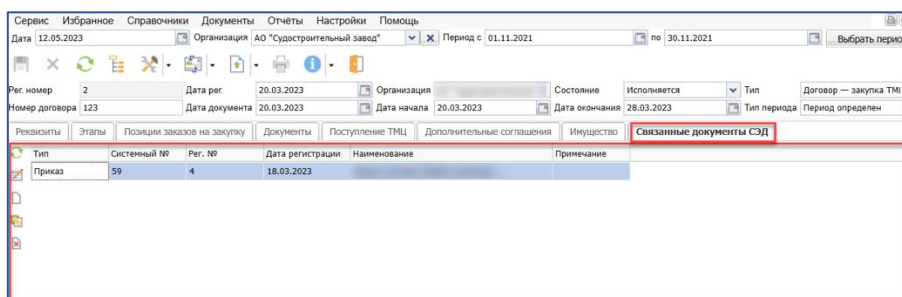 Сервис Избранное Справочники Документы Отчёты Настройки Помощь
Дата 12.05.2023 Организация АО "Судостроительный завод" Период с 01.11.2021 по 30.11.2021 Выбрать перио
Рег. номер 2 Дата рег. 20.03.2023 Организация Состояние Исполняется Тип Договор — закупка ТМ
Номер договора 123 Дата документа 20.03.2023 Дата начала 20.03.2023 Дата окончания 28.03.2023 Тип периода Период определен
Реквизиты Этапы Позиции заказов на закупку Документы Поступление ТМЦ Дополнительные соглашения Имущество Связанные документы СЭД
Тип Системный № Рег. № Дата регистрации Наименование Примечание
Приказ 59 4 18.03.2023